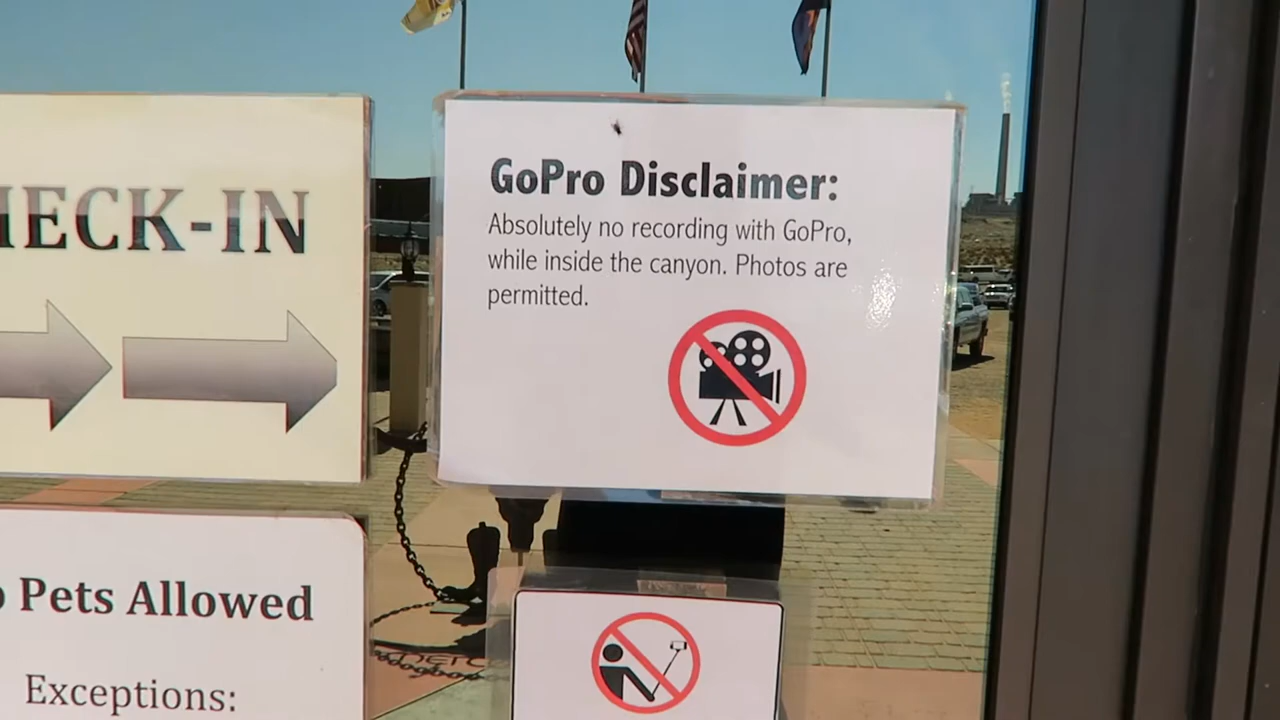 HECK-IN
GoPro Disclaimer:
Absolutely no recording with GoPro,
while inside the canyon. Photos are
permitted.
Pets Allowed
Exceptions: